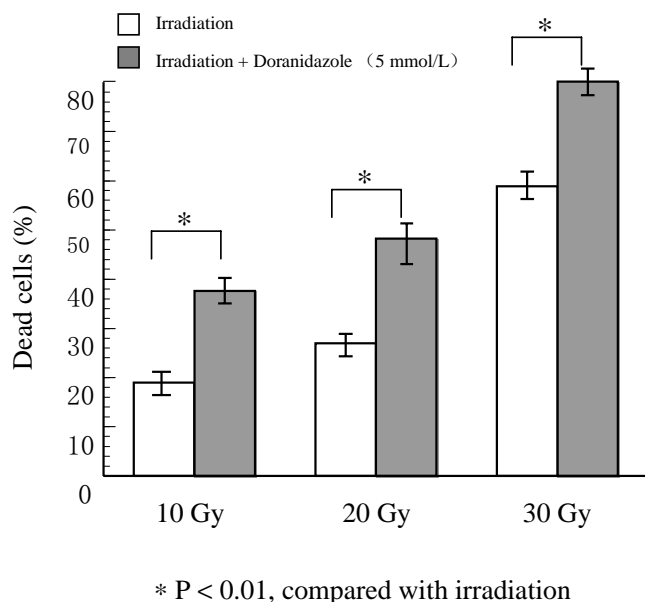 Irradiation
Irradiation + Doranidazole （5 mmol/L）
*
*
*
80
70
60
50
40
30
20
10
0
Dead cells (%)
10 Gy
20 Gy
30 Gy
* P < 0.01, compared with irradiation